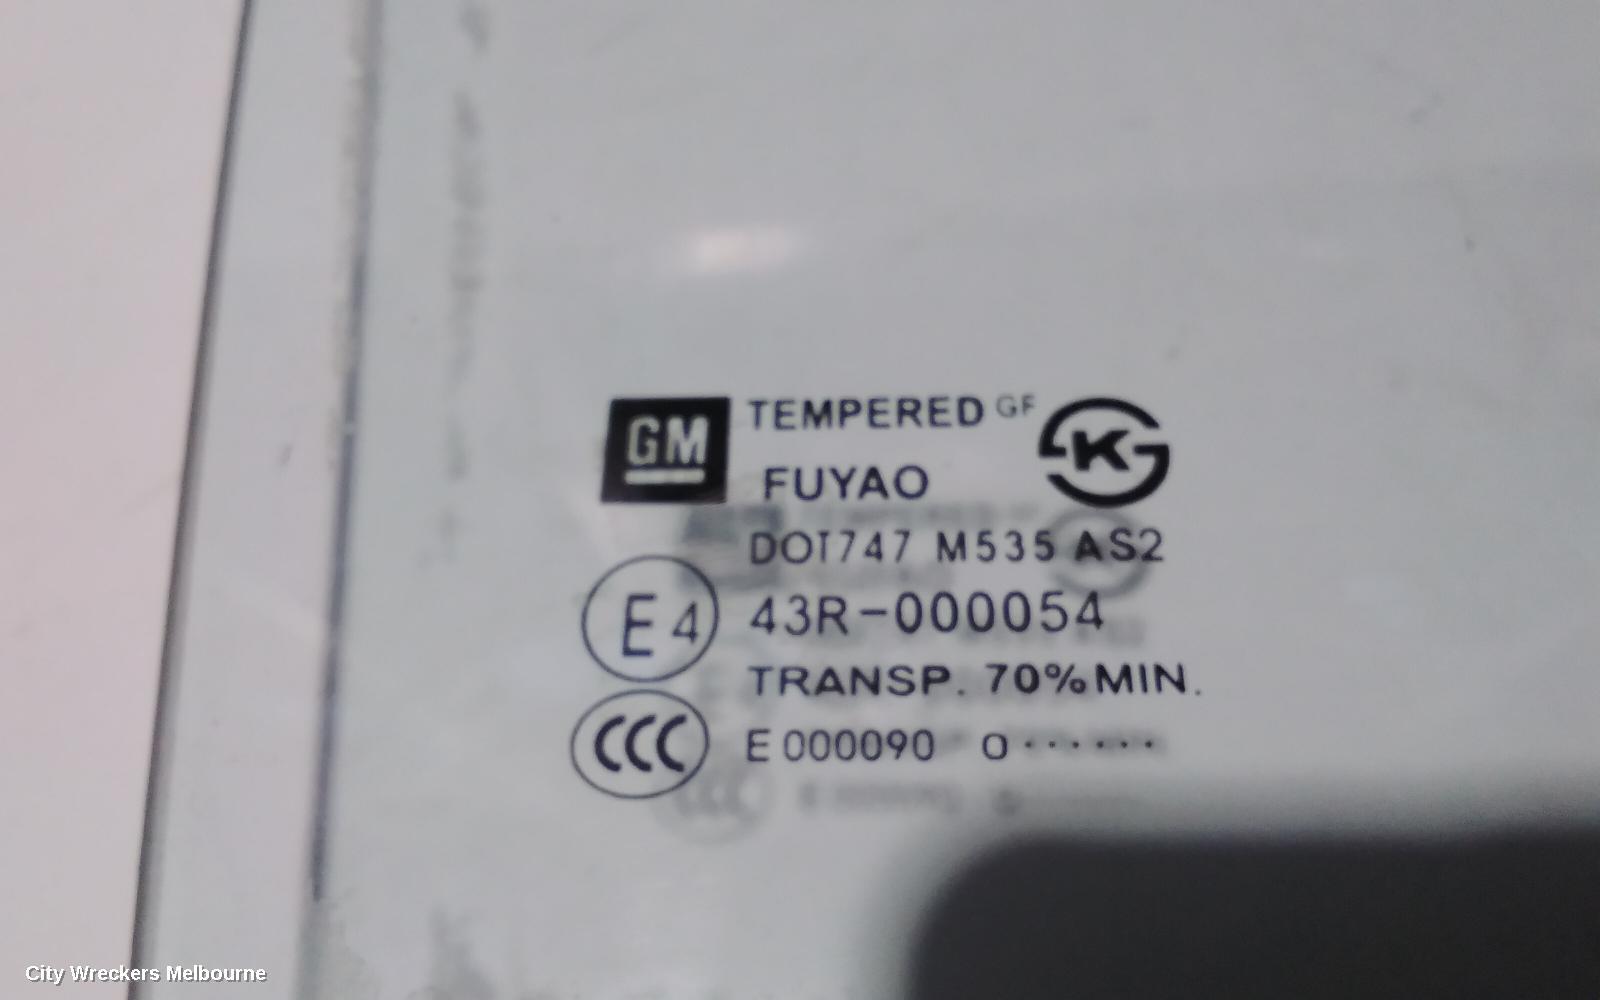 GM TEMPERED GF
FUYAO
DOT747 M535 AS2
E4 43R-000054
TRANSP. 70%MIN.
CCC E000090 O······
City Wreckers Melbourne